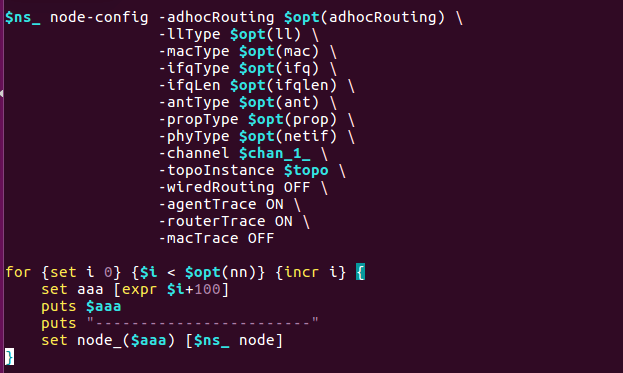 $ns_ node-config -adhocRouting $opt(adhocRouting) \
                 -llType $opt(ll) \
                 -macType $opt(mac) \
                 -ifqType $opt(ifq) \
                 -ifqLen $opt(ifqlen) \
                 -antType $opt(ant) \
                 -propType $opt(prop) \
                 -phyType $opt(netif) \
                 -channel $chan_1_ \
                 -topoInstance $topo \
                 -wiredRouting OFF \
                 -agentTrace ON \
                 -routerTrace ON \
                 -macTrace OFF
for {set i 0} {$i < $opt(nn)} {incr i} {
    set aaa [expr $i+100]
    puts $aaa
    puts "------------------------"
    set node_($aaa) [$ns_ node]
}